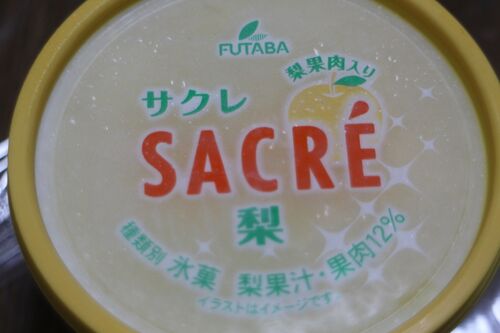 FUTABA
梨果肉入り
サクレ
SACRÉ
梨
種類別 氷菓 梨果汁・果肉12%
イラストはイメージです